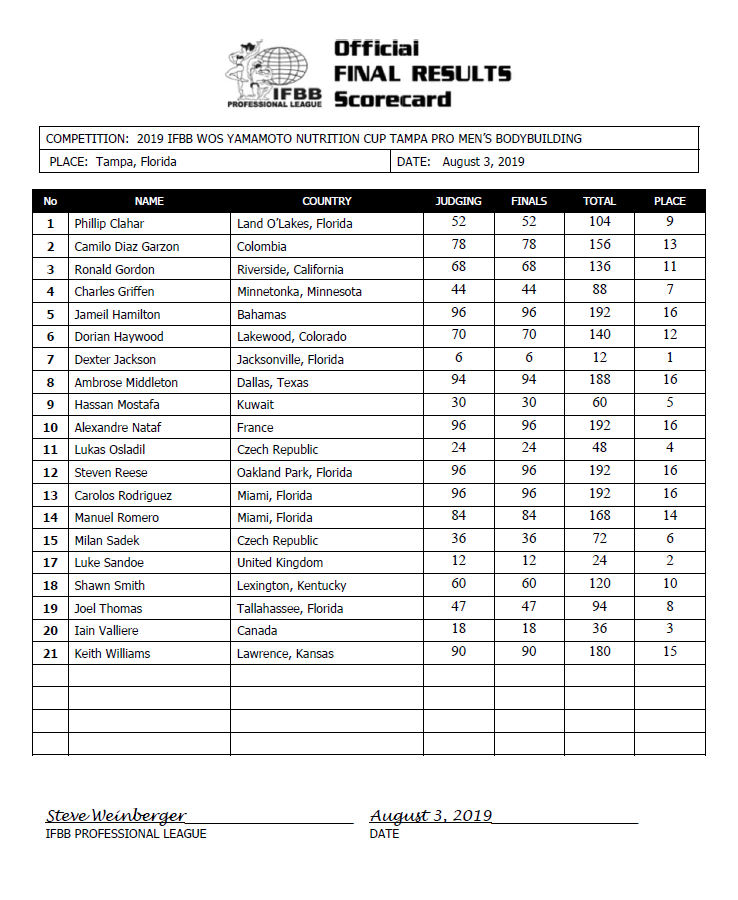 Official
FINAL RESULTS
Scorecard
IFBB
PROFESSIONAL LEAGUE
COMPETITION: 2019 IFBB WOS YAMAMOTO NUTRITION CUP TAMPA PRO MEN'S BODYBUILDING
PLACE: Tampa, Florida DATE: August 3, 2019
No NAME COUNTRY JUDGING FINALS TOTAL PLACE
1 Phillip Clahar Land O'Lakes, Florida 52 52 104 9
2 Camilo Diaz Garzon Colombia 78 78 156 13
3 Ronald Gordon Riverside, California 68 68 136 11
4 Charles Griffen Minnetonka, Minnesota 44 44 88 7
5 Jameil Hamilton Bahamas 96 96 192 16
6 Dorian Haywood Lakewood, Colorado 70 70 140 12
7 Dexter Jackson Jacksonville, Florida 6 6 12 1
8 Ambrose Middleton Dallas, Texas 94 94 188 16
9 Hassan Mostafa Kuwait 30 30 60 5
10 Alexandre Nataf France 96 96 192 16
11 Lukas Osladil Czech Republic 24 24 48 4
12 Steven Reese Oakland Park, Florida 96 96 192 16
13 Carolos Rodriguez Miami, Florida 96 96 192 16
14 Manuel Romero Miami, Florida 84 84 168 14
15 Milan Sadek Czech Republic 36 36 72 6
17 Luke Sandoe United Kingdom 12 12 24 2
18 Shawn Smith Lexington, Kentucky 60 60 120 10
19 Joel Thomas Tallahassee, Florida 47 47 94 8
20 Iain Valliere Canada 18 18 36 3
21 Keith Williams Lawrence, Kansas 90 90 180 15
Steve Weinberger August 3, 2019
IFBB PROFESSIONAL LEAGUE DATE